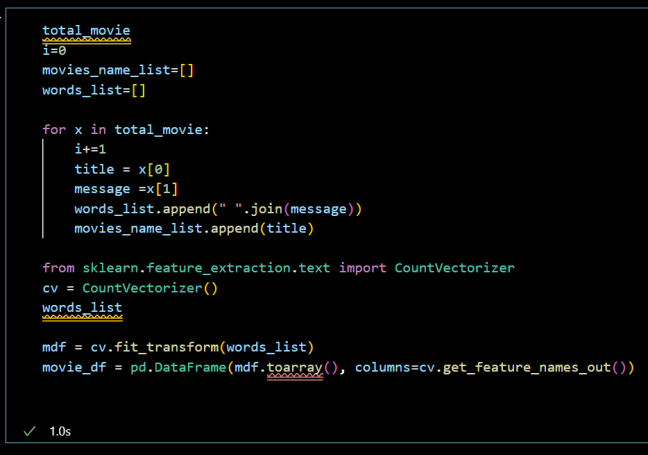 total_movie
i=0
movies_name_list=[]
words_list=[]
for x in total_movie:
i+=1
title = x[0]
message =x[1]
words_list.append(" ".join(message))
movies_name_list.append(title)
from sklearn.feature_extraction.text import CountVectorizer
cv = CountVectorizer()
words_list
mdf = cv.fit_transform(words_list)
movie_df = pd.DataFrame(mdf.toarray(), columns=cv.get_feature_names_out())
1.0s